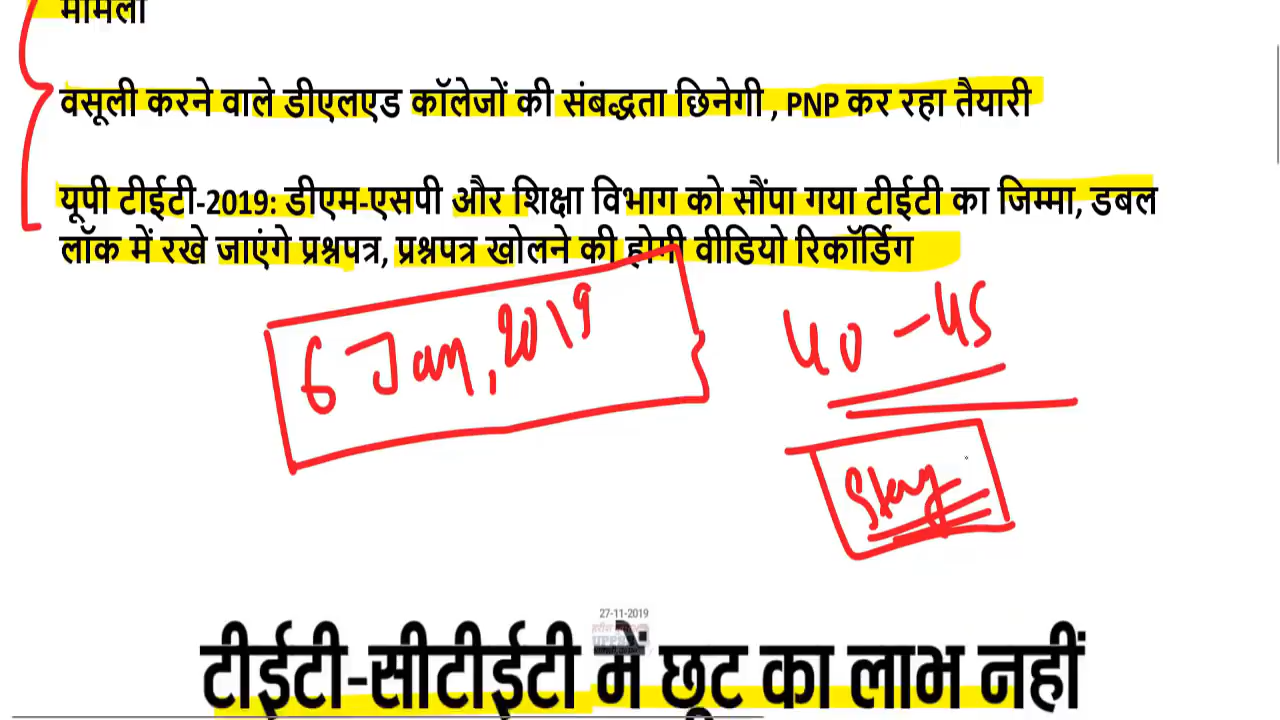 मामला
वसूली करने वाले डीएलएड कॉलेजों की संबद्धता छिनेगी , PNP कर रहा तैयारी
यूपी टीईटी-2019: डीएम-एसपी और शिक्षा विभाग को सौंपा गया टीईटी का जिम्मा, डबल
लॉक में रखे जाएंगे प्रश्नपत्र, प्रश्नपत्र खोलने की होगी वीडियो रिकॉर्डिग
6 Jan, 2019
40 - 45
Stay
27-11-2019
टीईटी-सीटीईटी में छूट का लाभ नहीं